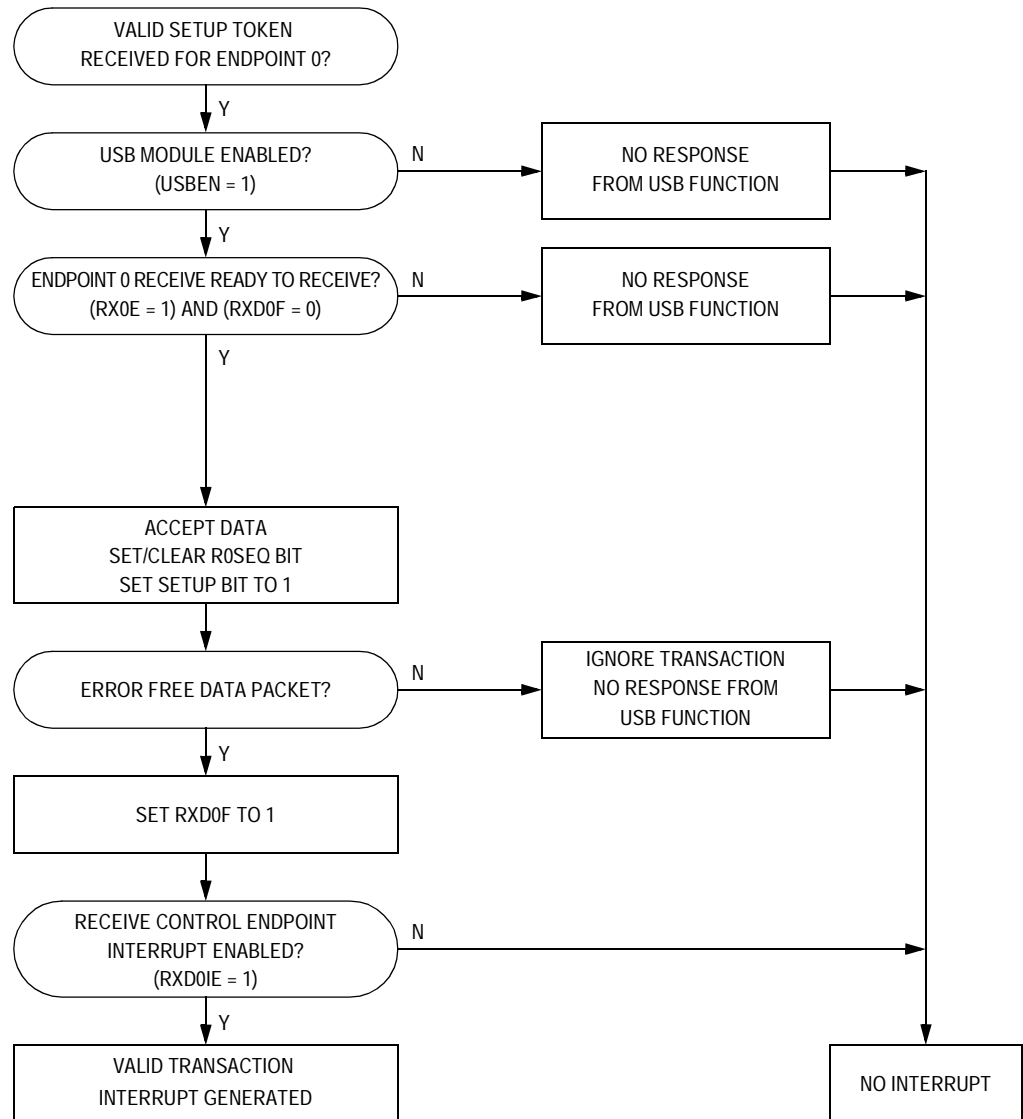 VALID SETUP TOKEN
RECEIVED FOR ENDPOINT 0?
Y
USB MODULE ENABLED?
(USBEN = 1)
N
NO RESPONSE
FROM USB FUNCTION
Y
ENDPOINT 0 RECEIVE READY TO RECEIVE?
(RX0E = 1) AND (RXD0F = 0)
N
NO RESPONSE
FROM USB FUNCTION
Y
ACCEPT DATA
SET/CLEAR R0SEQ BIT
SET SETUP BIT TO 1
ERROR FREE DATA PACKET?
N
IGNORE TRANSACTION
NO RESPONSE FROM
USB FUNCTION
Y
SET RXD0F TO 1
RECEIVE CONTROL ENDPOINT
INTERRUPT ENABLED?
(RXD0IE = 1)
N
Y
VALID TRANSACTION
INTERRUPT GENERATED
NO INTERRUPT